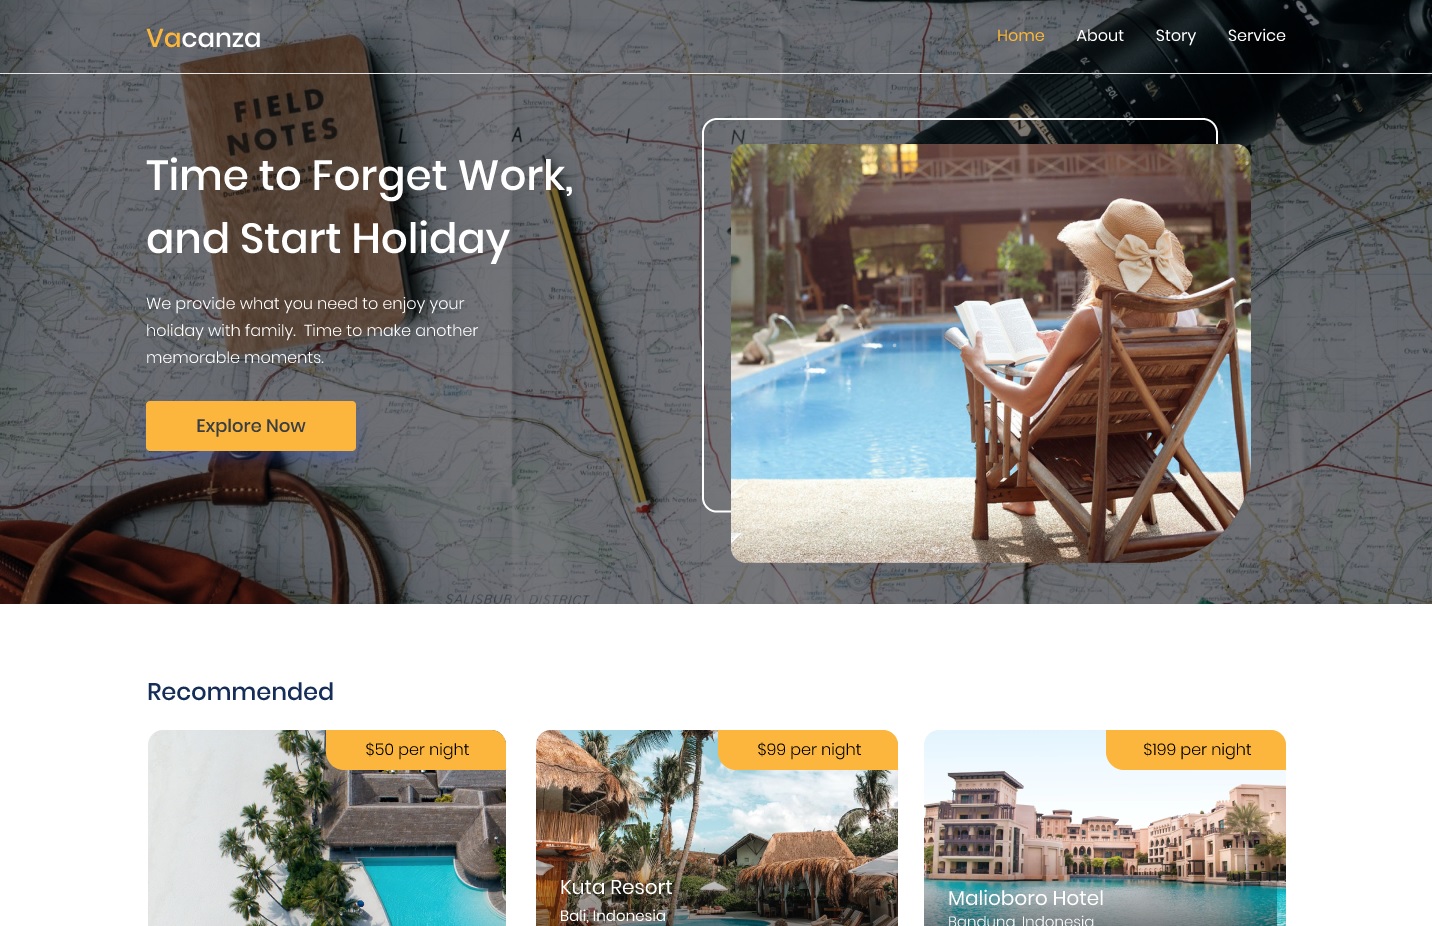 Vacanza
Home About Story Service
FIELD
NOTES
L A I N
Time to Forget Work,
and Start Holiday
We provide what you need to enjoy your
holiday with family. Time to make another
memorable moments.
Explore Now
SALISBURY DISTRICT
Recommended
$50 per night
$99 per night
$199 per night
Kuta Resort
Bali, Indonesia
Malioboro Hotel
Bandung, Indonesia